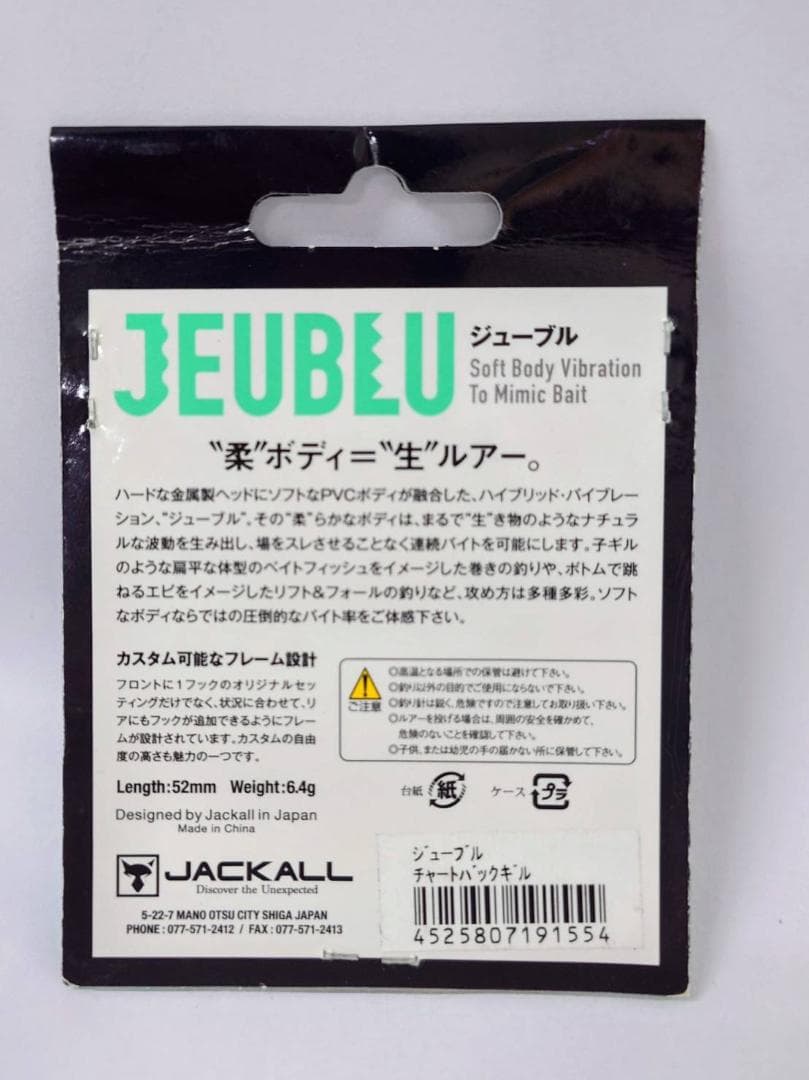 JEUBLU ジューブル
Soft Body Vibration
To Mimic Bait
"柔"ボディ="生"ルアー。
ハードな金属製ヘッドにソフトなPVCボディが融合した、ハイブリッド・バイブレー
ション、"ジューブル"。その"柔"らかなボディは、まるで"生"き物のようなナチュラ
ルな波動を生み出し、場をスレさせることなく連続バイトを可能にします。子ギル
のような扁平な体型のベイトフィッシュをイメージした巻きの釣りや、ボトムで跳
ねるエビをイメージしたリフト&フォールの釣りなど、攻め方は多種多彩。ソフト
なボディならではの圧倒的なバイト率をご体感下さい。
カスタム可能なフレーム設計
フロントに1フックのオリジナルセッ
ティングだけでなく、状況に合わせて、リ
アにもフックが追加できるようにフレー
ムが設計されています。カスタムの自由
度の高さも魅力の一つです。
ご注意
◎高温となる場所での保管は避けて下さい。
◎釣り以外の目的でご使用にならないで下さい。
◎釣り針は鋭く、危険ですので注意してお取り扱い下さい。
◎ルアーを投げる場合は、周囲の安全を確かめて、
危険のないことを確認して下さい。
◎子供、または幼児の手の届かない所に保管して下さい。
Length:52mm Weight:6.4g
台紙 紙 ケース プラ
Designed by Jackall in Japan
Made in China
JACKALL
Discover the Unexpected
5-22-7 MANO OTSU CITY SHIGA JAPAN
PHONE : 077-571-2412 / FAX : 077-571-2413
ジューブル
チャートバックギル
4525807191554